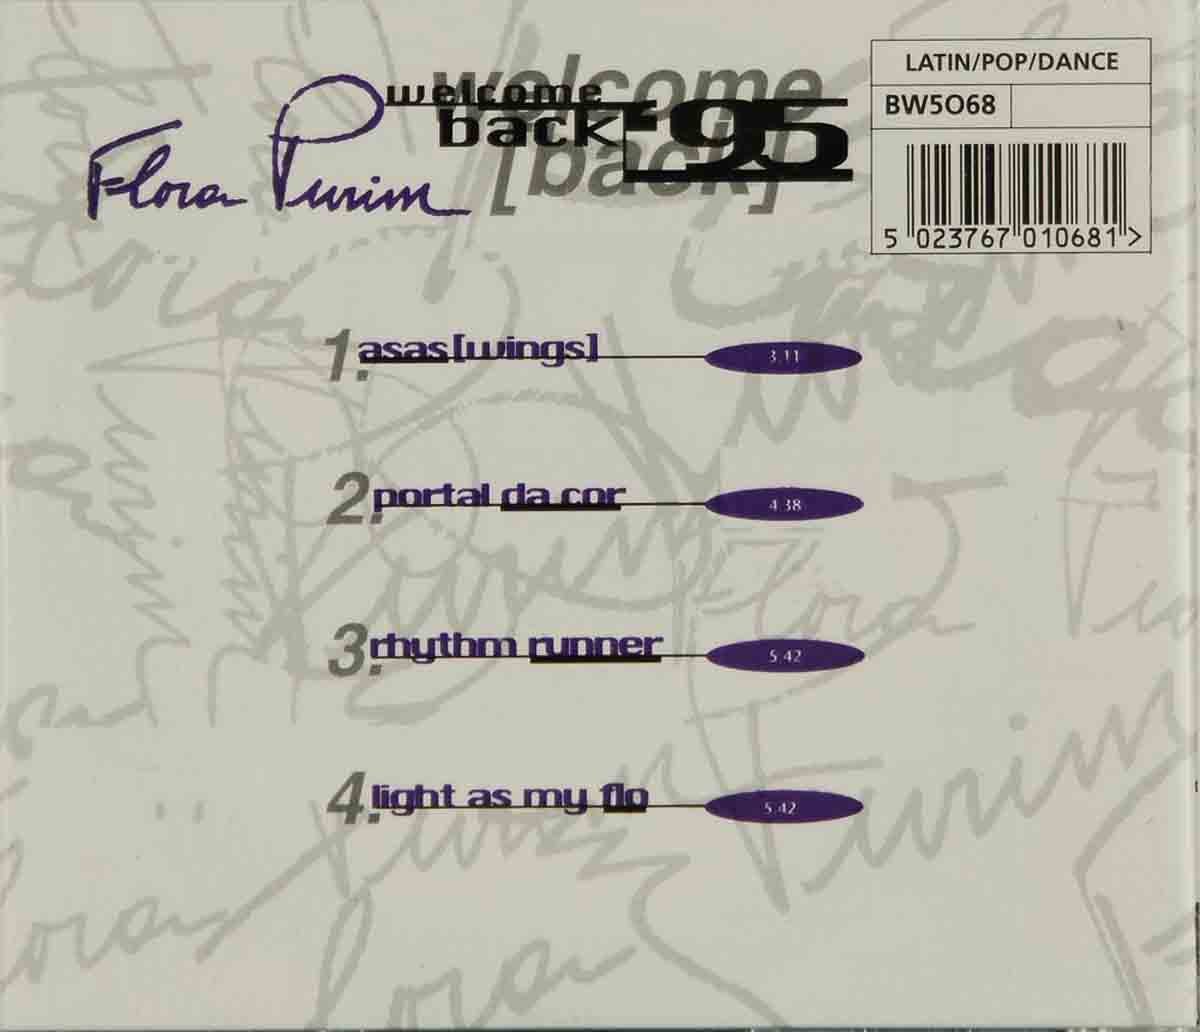 Flora Purim
welcome
back-95
welcome
[back]
LATIN/POP/DANCE
BW5068
5 023767 010681 >
1. asas [wings] 3.11
2. portal da cor 4.38
3. rhythm runner 5.42
4. light as my flo 5.42